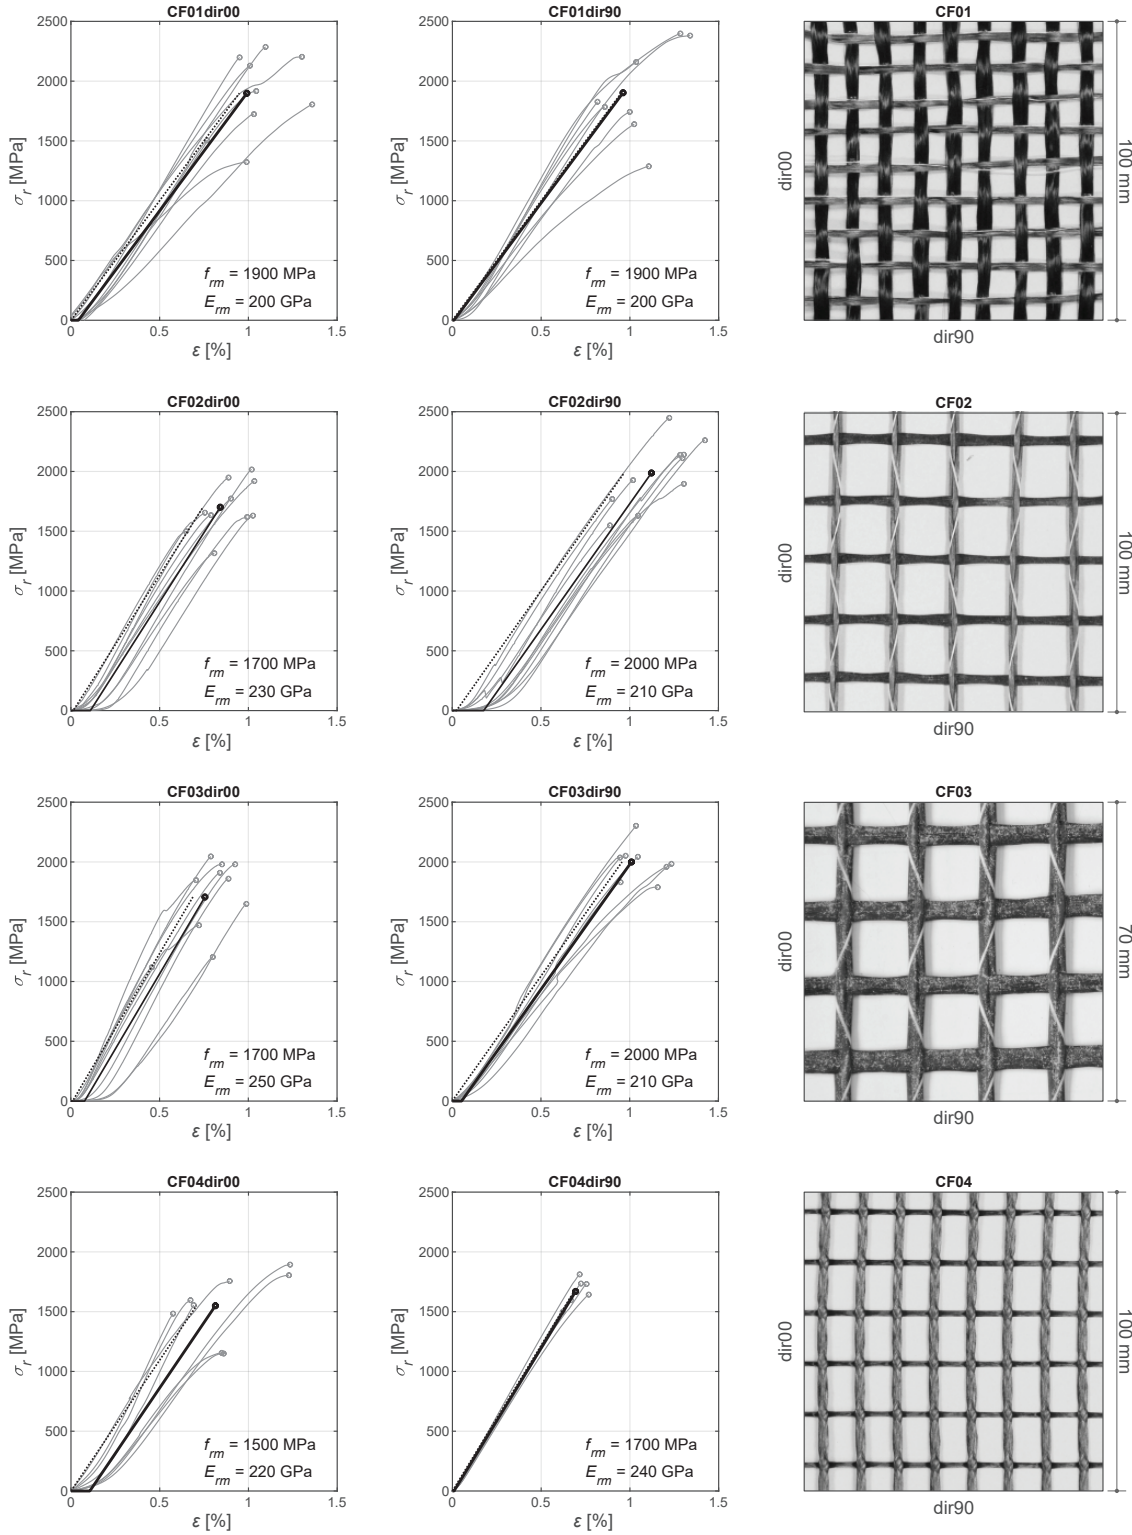 CF01dir00
CF01dir90
CF01
2500
2000
1500
1000
500
0
σr [MPa]
frm = 1900 MPa
Erm = 200 GPa
0 0.5 1 1.5
ε [%]
2500
2000
1500
1000
500
0
σr [MPa]
frm = 1900 MPa
Erm = 200 GPa
0 0.5 1 1.5
ε [%]
dir00
100 mm
dir90
CF02dir00
CF02dir90
CF02
2500
2000
1500
1000
500
0
σr [MPa]
frm = 1700 MPa
Erm = 230 GPa
0 0.5 1 1.5
ε [%]
2500
2000
1500
1000
500
0
σr [MPa]
frm = 2000 MPa
Erm = 210 GPa
0 0.5 1 1.5
ε [%]
dir00
100 mm
dir90
CF03dir00
CF03dir90
CF03
2500
2000
1500
1000
500
0
σr [MPa]
frm = 1700 MPa
Erm = 250 GPa
0 0.5 1 1.5
ε [%]
2500
2000
1500
1000
500
0
σr [MPa]
frm = 2000 MPa
Erm = 210 GPa
0 0.5 1 1.5
ε [%]
dir00
70 mm
dir90
CF04dir00
CF04dir90
CF04
2500
2000
1500
1000
500
0
σr [MPa]
frm = 1500 MPa
Erm = 220 GPa
0 0.5 1 1.5
ε [%]
2500
2000
1500
1000
500
0
σr [MPa]
frm = 1700 MPa
Erm = 240 GPa
0 0.5 1 1.5
ε [%]
dir00
100 mm
dir90